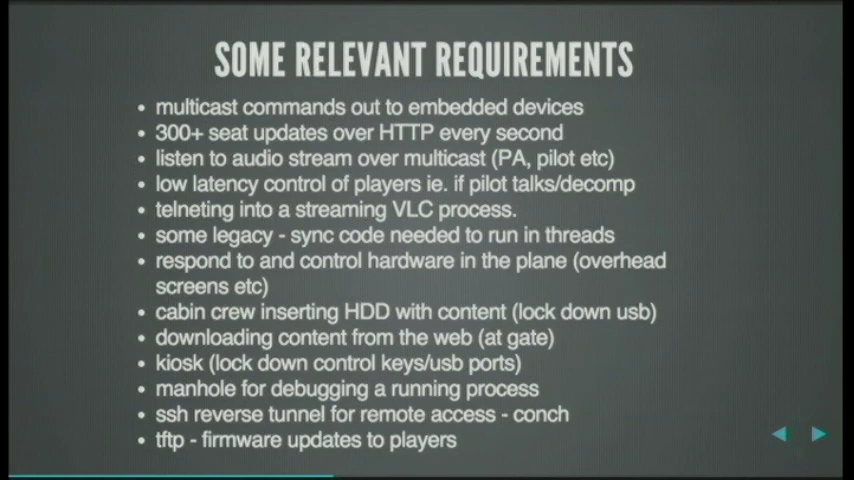 SOME RELEVANT REQUIREMENTS
• multicast commands out to embedded devices
• 300+ seat updates over HTTP every second
• listen to audio stream over multicast (PA, pilot etc)
• low latency control of players ie. if pilot talks/decomp
• telneting into a streaming VLC process.
• some legacy - sync code needed to run in threads
• respond to and control hardware in the plane (overhead
screens etc)
• cabin crew inserting HDD with content (lock down usb)
• downloading content from the web (at gate)
• kiosk (lock down control keys/usb ports)
• manhole for debugging a running process
• ssh reverse tunnel for remote access - conch
• tftp - firmware updates to players